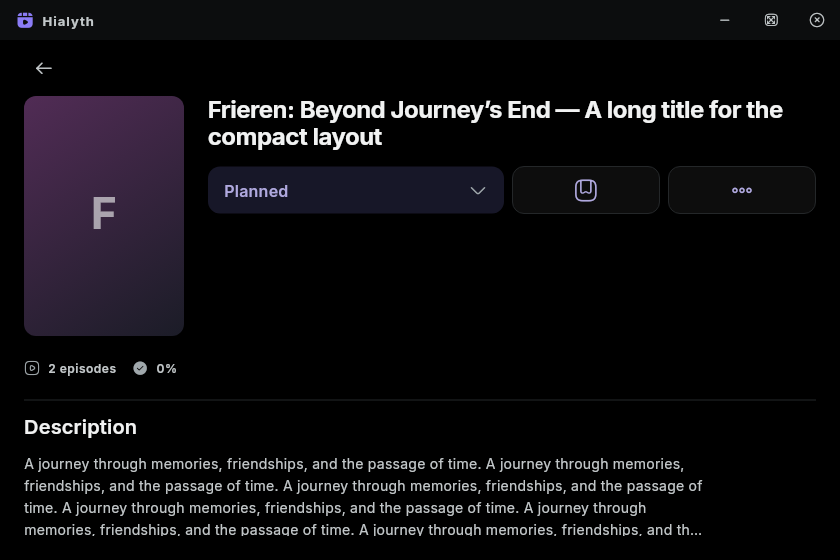 Hialyth
Frieren: Beyond Journey’s End — A long title for the
compact layout
F
Planned
2 episodes
0%
Description
A journey through memories, friendships, and the passage of time. A journey through memories,
friendships, and the passage of time. A journey through memories, friendships, and the passage of
time. A journey through memories, friendships, and the passage of time. A journey through
memories, friendships, and the passage of time. A journey through memories, friendships, and th...